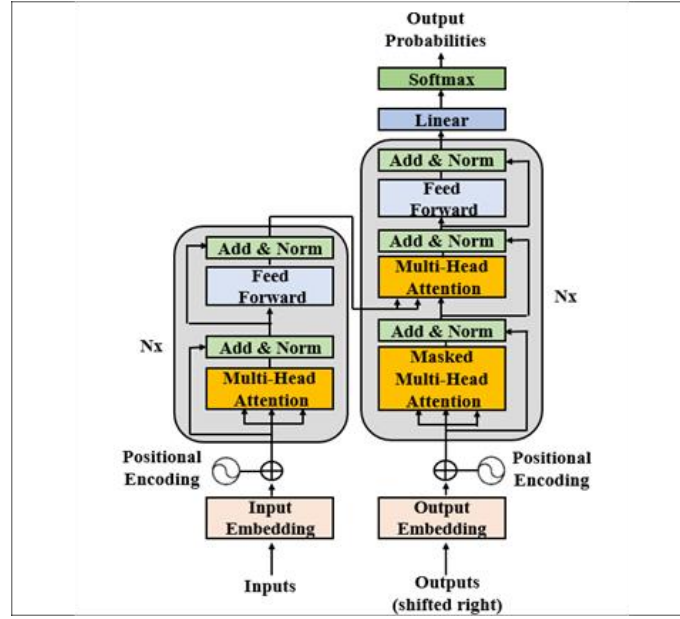 Output
Probabilities
Softmax
Linear
Add & Norm
Feed
Forward
Add & Norm
Multi-Head
Attention
Nx
Add & Norm
Masked
Multi-Head
Attention
Add & Norm
Feed
Forward
Nx
Add & Norm
Multi-Head
Attention
Positional
Encoding
Positional
Encoding
Input
Embedding
Output
Embedding
Inputs
Outputs
(shifted right)